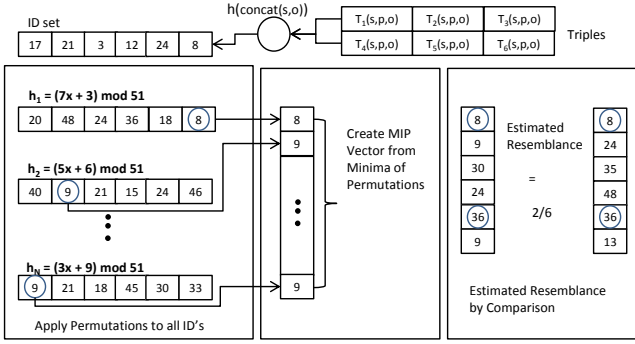 h(concat(s,o))
ID set
17 21 3 12 24 8
T1(s,p,o) T2(s,p,o) T3(s,p,o)
T4(s,p,o) T5(s,p,o) T6(s,p,o)
Triples
h1 = (7x + 3) mod 51
20 48 24 36 18 8
h2 = (5x + 6) mod 51
40 9 21 15 24 46
hN = (3x + 9) mod 51
9 21 18 45 30 33
Apply Permutations to all ID's
8
9
9
Create MIP
Vector from
Minima of
Permutations
8
9
30
24
36
9
Estimated
Resemblance
=
2/6
8
24
35
48
36
13
Estimated Resemblance
by Comparison